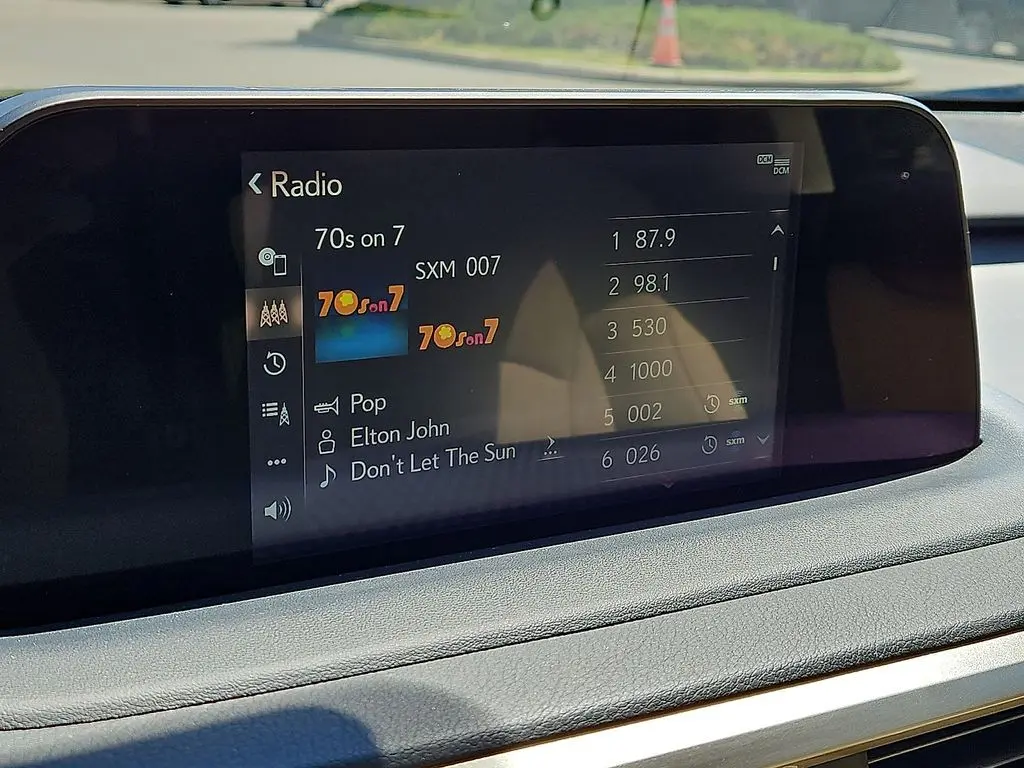 Radio
DCM
DCM
70s on 7
SXM 007
70s on 7
70s on 7
Pop
Elton John
Don't Let The Sun
1 87.9
2 98.1
3 530
4 1000
5 002 sxm
6 026 sxm